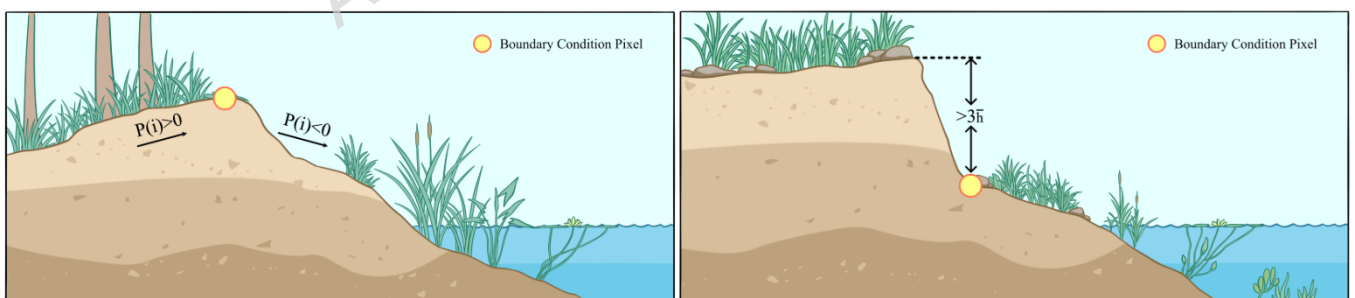 Boundary Condition Pixel
P(i)>0
P(i)<0
Boundary Condition Pixel
>3h̅